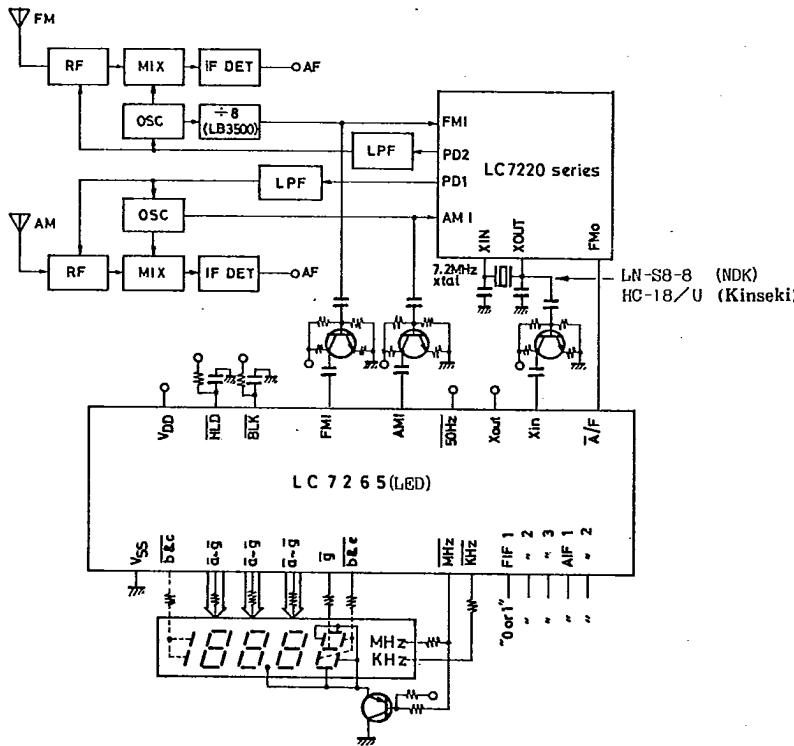 FM
RF
MIX
iF DET
AF
OSC
÷8
(LB3500)
LPF
LPF
FMI
PD2
PD1
AMI
LC7220 series
XIN
XOUT
FMo
AM
OSC
RF
MIX
IF DET
AF
7.2MHz
xtal
LN-S8-8 (NDK)
HC-18/U (Kinseki)
VDD
HLD
BLK
FMI
AMI
50Hz
Xout
Xin
A/F
LC7265(LED)
VSS
b&c
a~g
a~g
a~g
g
b&e
MHz
KHz
FIF 1
〃 2
〃 3
AIF 1
〃 2
"0 or 1"
〃
〃
〃
〃
18888
MHz
KHz